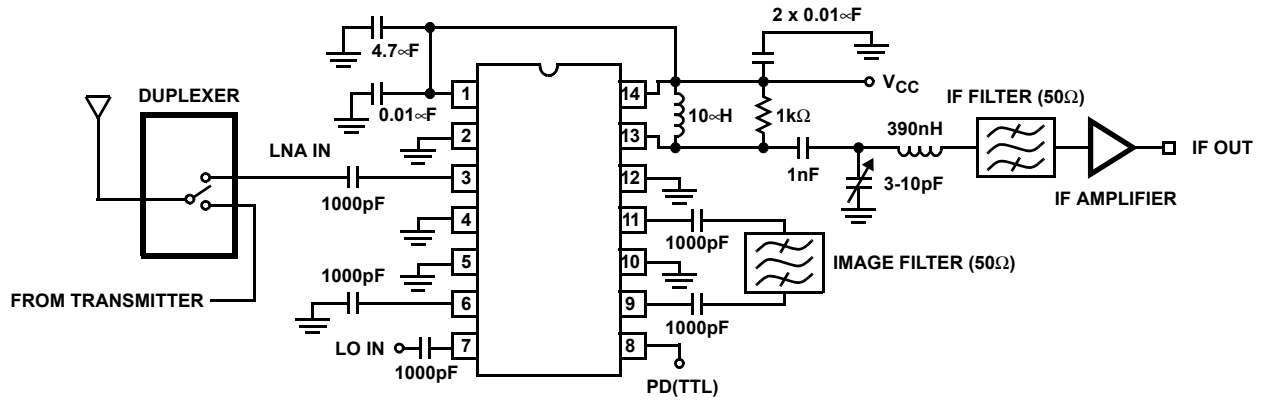 2 x 0.01∝F
4.7∝F
DUPLEXER
0.01∝F
1
14
10∝H
1kΩ
VCC
IF FILTER (50Ω)
2
13
390nH
LNA IN
IF OUT
3
12
1nF
3-10pF
1000pF
IF AMPLIFIER
4
11
1000pF
5
10
IMAGE FILTER (50Ω)
1000pF
FROM TRANSMITTER
6
9
1000pF
LO IN
7
8
1000pF
PD(TTL)